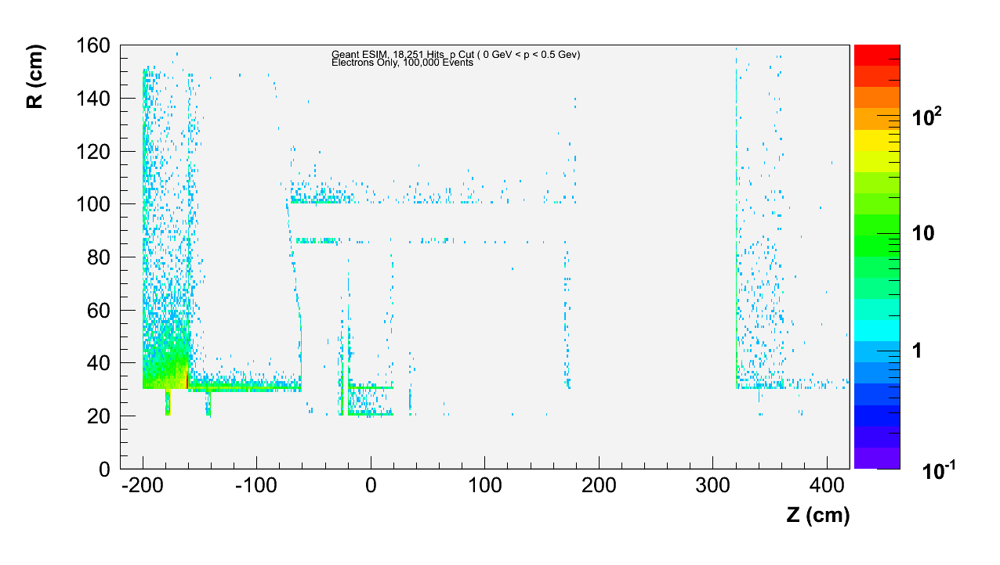 Geant ESIM, 18,251 Hits, p Cut ( 0 GeV < p < 0.5 Gev)
Electrons Only, 100,000 Events
R (cm)
160
140
120
100
80
60
40
20
0
-200 -100 0 100 200 300 400
Z (cm)
10²
10
1
10⁻¹